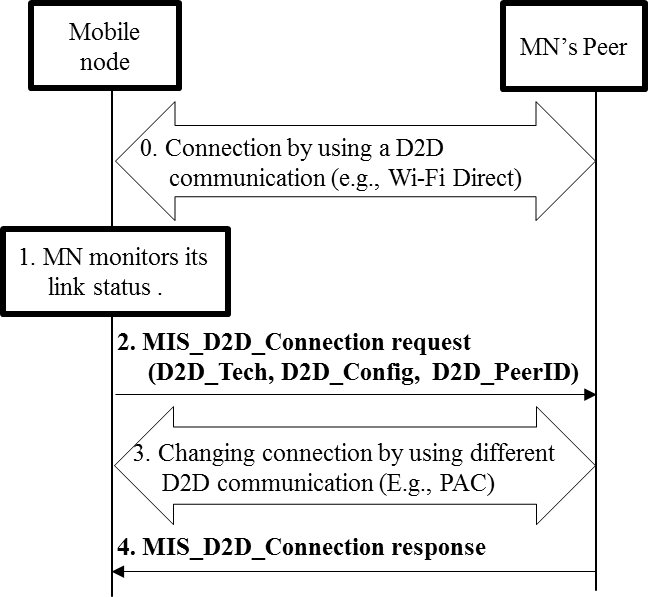 Mobile
node
MN's Peer
0. Connection by using a D2D
communication (e.g., Wi-Fi Direct)
1. MN monitors its
link status .
2. MIS_D2D_Connection request
(D2D_Tech, D2D_Config, D2D_PeerID)
3. Changing connection by using different
D2D communication (E.g., PAC)
4. MIS_D2D_Connection response